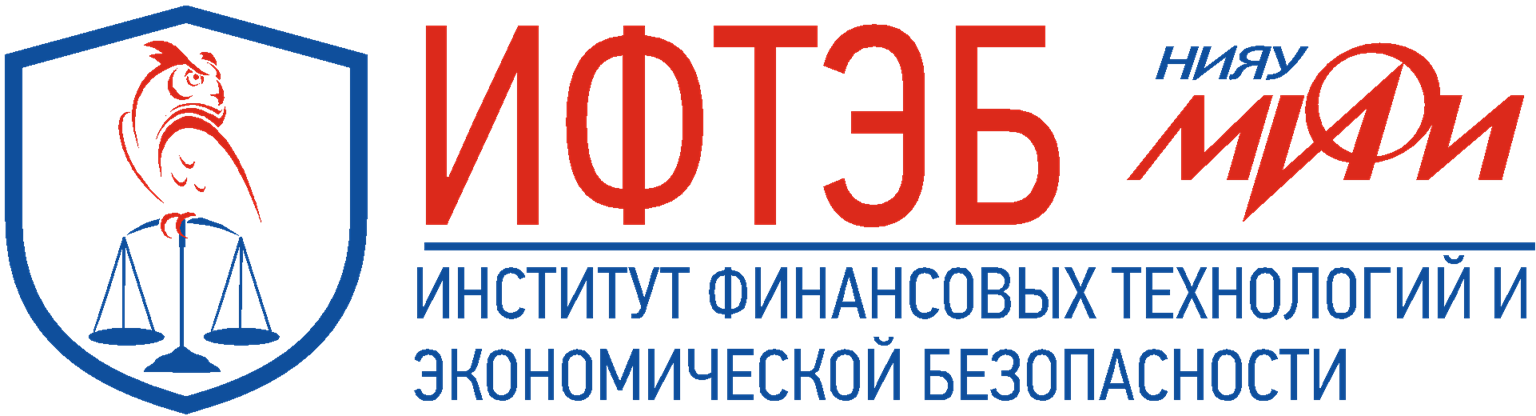 ИФТЭБ
НИЯУ
МИФИ
ИНСТИТУТ ФИНАНСОВЫХ ТЕХНОЛОГИЙ И
ЭКОНОМИЧЕСКОЙ БЕЗОПАСНОСТИ